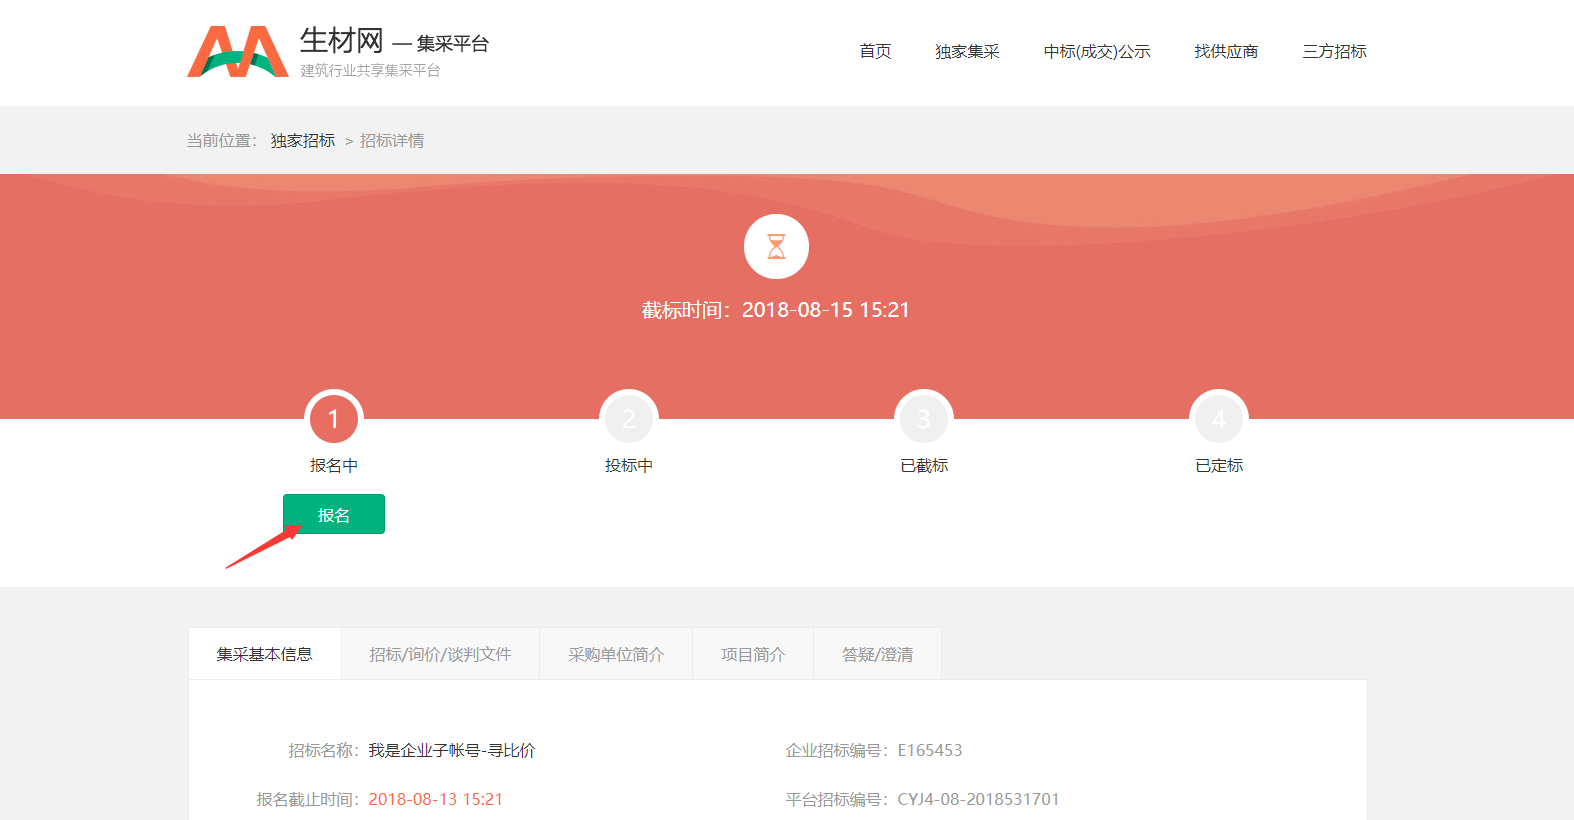 生材网 — 集采平台
建筑行业共享集采平台
首页 独家集采 中标(成交)公示 找供应商 三方招标
当前位置： 独家招标 > 招标详情
截标时间：2018-08-15 15:21
1 2 3 4
报名中 投标中 已截标 已定标
报名
集采基本信息 招标/询价/谈判文件 采购单位简介 项目简介 答疑/澄清
招标名称：我是企业子帐号-寻比价 企业招标编号：E165453
报名截止时间：2018-08-13 15:21 平台招标编号：CYJ4-08-2018531701